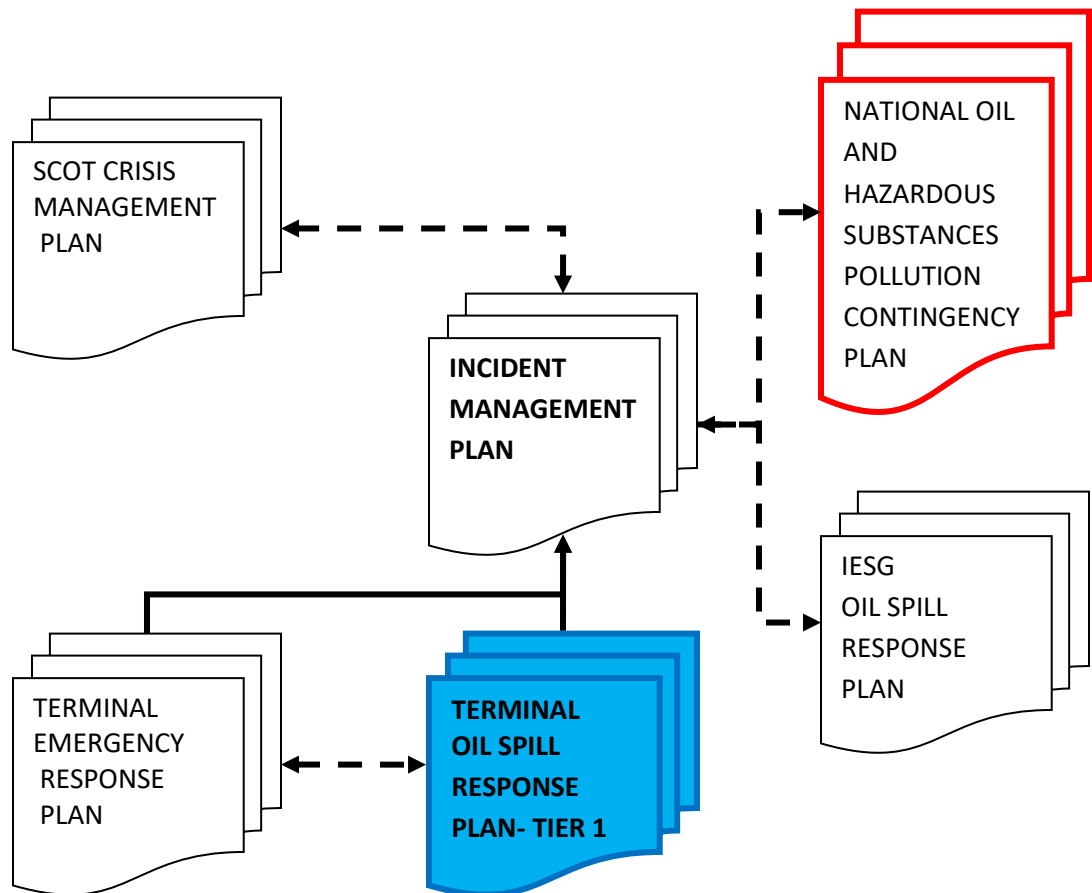 SCOT CRISIS
MANAGEMENT
PLAN
NATIONAL OIL
AND
HAZARDOUS
SUBSTANCES
POLLUTION
CONTINGENCY
PLAN
INCIDENT
MANAGEMENT
PLAN
IESG
OIL SPILL
RESPONSE
PLAN
TERMINAL
EMERGENCY
RESPONSE
PLAN
TERMINAL
OIL SPILL
RESPONSE
PLAN- TIER 1